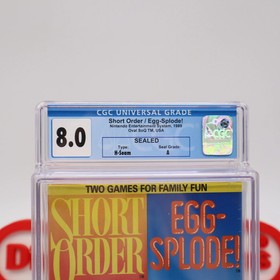 CGC UNIVERSAL GRADE
8.0
Short Order / Egg-Splode!
Nintendo Entertainment System, 1989
Oval SoQ TM, USA
SEALED
Type: Seal Grade:
H-Seam A
CGC
TWO GAMES FOR FAMILY FUN
SHORT ORDER
EGG-SPLODE!